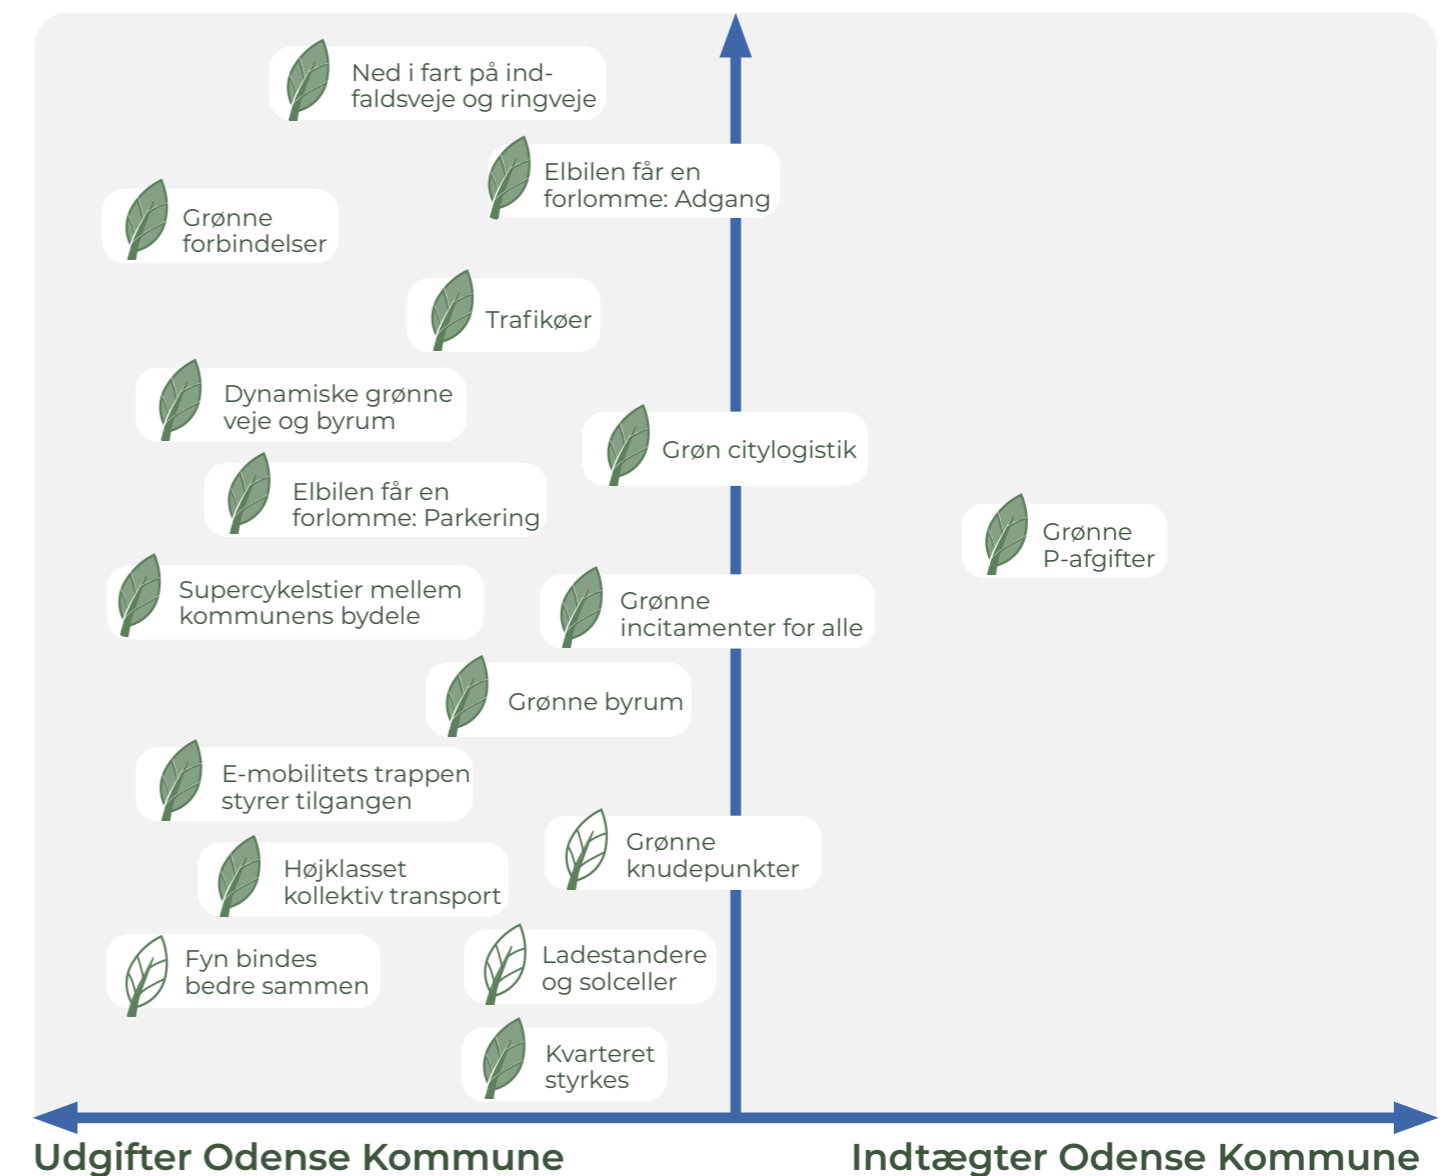 Ned i fart på ind-
faldsveje og ringveje
Elbilen får en
forlomme: Adgang
Grønne
forbindelser
Trafikøer
Dynamiske grønne
veje og byrum
Grøn citylogistik
Elbilen får en
forlomme: Parkering
Grønne
P-afgifter
Supercykelstier mellem
kommunens bydele
Grønne
incitamenter for alle
Grønne byrum
E-mobilitets trappen
styrer tilgangen
Grønne
knudepunkter
Højklasset
kollektiv transport
Fyn bindes
bedre sammen
Ladestandere
og solceller
Kvarteret
styrkes
Udgifter Odense Kommune
Indtægter Odense Kommune